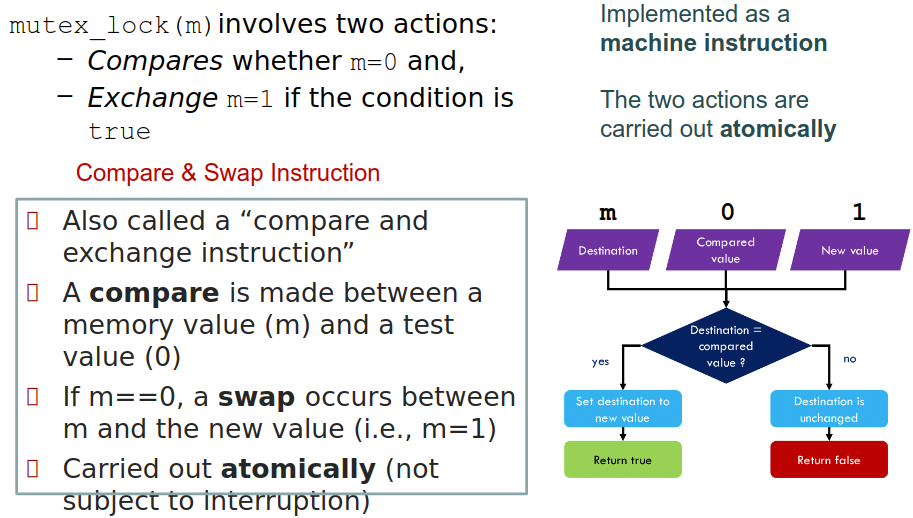 mutex_lock(m) involves two actions:
– Compares whether m=0 and,
– Exchange m=1 if the condition is
true
Compare & Swap Instruction
Also called a “compare and
exchange instruction”
A compare is made between a
memory value (m) and a test
value (0)
If m==0, a swap occurs between
m and the new value (i.e., m=1)
Carried out atomically (not
subject to interruption)
Implemented as a
machine instruction
The two actions are
carried out atomically
m 0 1
Destination
Compared
value
New value
Destination =
compared
value ?
yes
no
Set destination to
new value
Destination is
unchanged
Return true
Return false